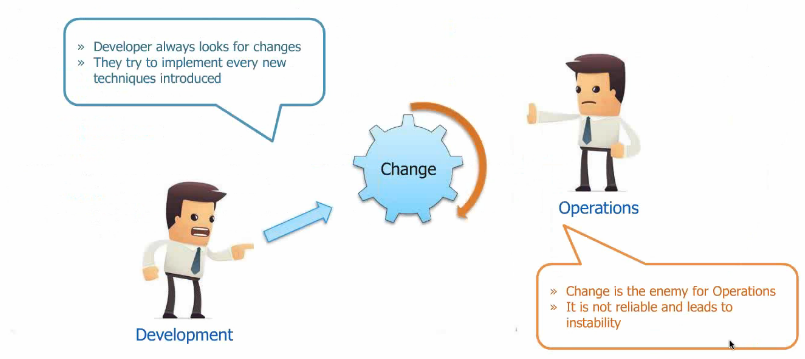 » Developer always looks for changes
» They try to implement every new
techniques introduced
Change
Operations
Development
» Change is the enemy for Operations
» It is not reliable and leads to
instability